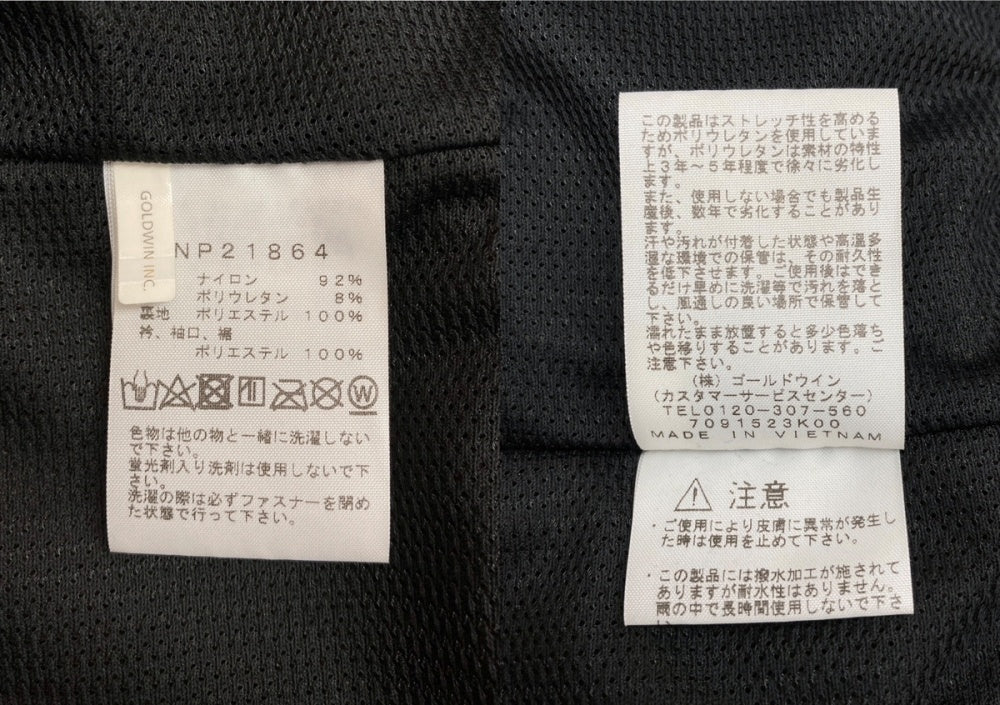 GOLDWIN INC.
NP21864
ナイロン 92%
ポリウレタン 8%
裏地 ポリエステル 100%
衿、袖口、裾
ポリエステル 100%
W
色物は他の物と一緒に洗濯しない
で下さい。
蛍光剤入り洗剤は使用しないで下
さい。
洗濯の際は必ずファスナーを閉め
た状態で行って下さい。
この製品はストレッチ性を高める
ためポリウレタンを使用していま
すが、ポリウレタンは素材の特性
上3年~5年程度で徐々に劣化し
ます。
また、使用しない場合でも製品生
産後、数年で劣化することがあり
ます。
汗や汚れが付着した状態や高温多
湿な環境での保管は、その耐久性
を低下させます。ご使用後はでき
るだけ早めに洗濯等で汚れを落と
し、風通しの良い場所で保管して
下さい。
濡れたまま放置すると多少色落ち
や色移りすることがあります。ご
注意下さい。
(株)ゴールドウイン
(カスタマーサービスセンター)
TEL0120-307-560
7091523K00
MADE IN VIETNAM
注意
・ご使用により皮膚に異常が発生し
た時は使用を止めて下さい。
・この製品には撥水加工が施されて
ありますが耐水性はありません。
雨の中で長時間使用しないで下さ